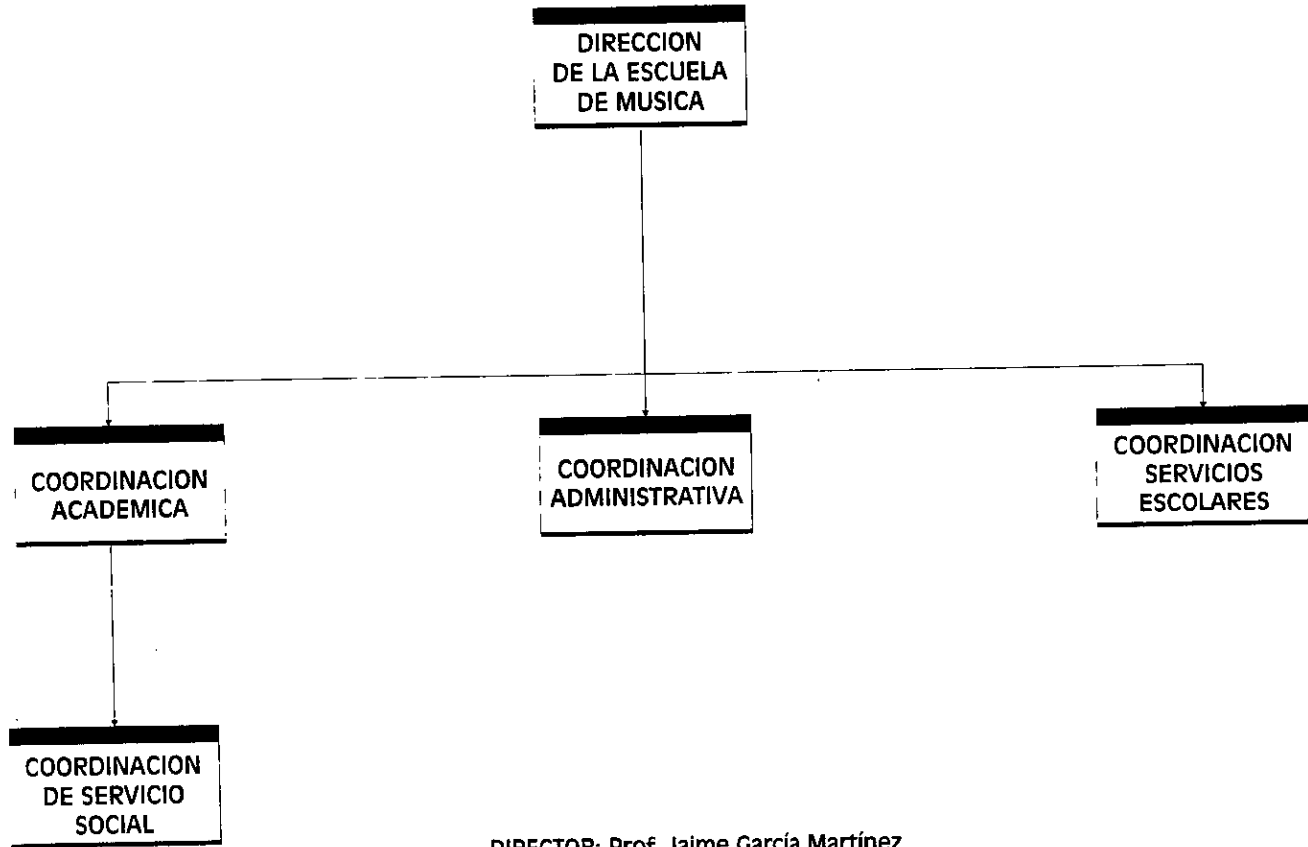 DIRECCION
DE LA ESCUELA
DE MUSICA
COORDINACION
ACADEMICA
COORDINACION
ADMINISTRATIVA
COORDINACION
SERVICIOS
ESCOLARES
COORDINACION
DE SERVICIO
SOCIAL
DIRECTOR: Prof. Jaime García Martínez